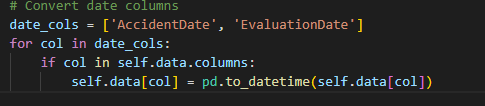 # Convert date columns
date_cols = ['AccidentDate', 'EvaluationDate']
for col in date_cols:
    if col in self.data.columns:
        self.data[col] = pd.to_datetime(self.data[col])